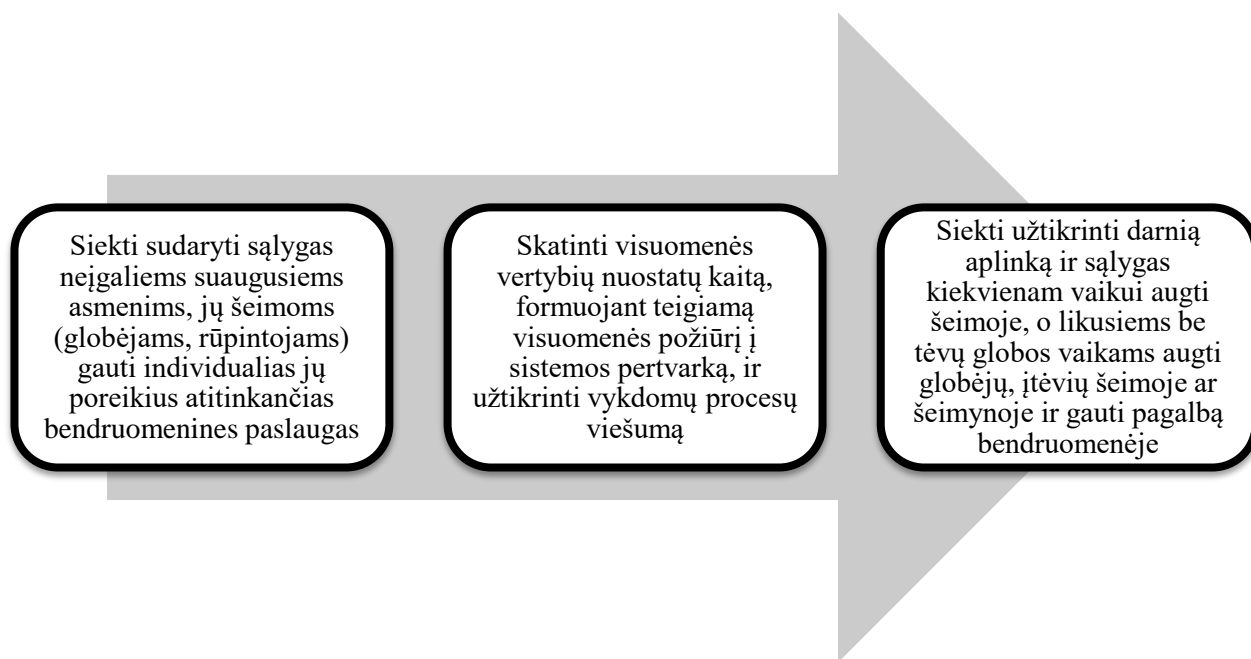 Siekti sudaryti sąlygas
neįgaliems suaugusiems
asmenims, jų šeimoms
(globėjams, rūpintojams)
gauti individualias jų
poreikius atitinkančias
bendruomenines paslaugas
Skatinti visuomenės
vertybių nuostatų kaitą,
formuojant teigiamą
visuomenės požiūrį į
sistemos pertvarką, ir
užtikrinti vykdomų procesų
viešumą
Siekti užtikrinti darnią
aplinką ir sąlygas
kiekvienam vaikui augti
šeimoje, o likusiems be
tėvų globos vaikams augti
globėjų, įtėvių šeimoje ar
šeimynoje ir gauti pagalbą
bendruomenėje